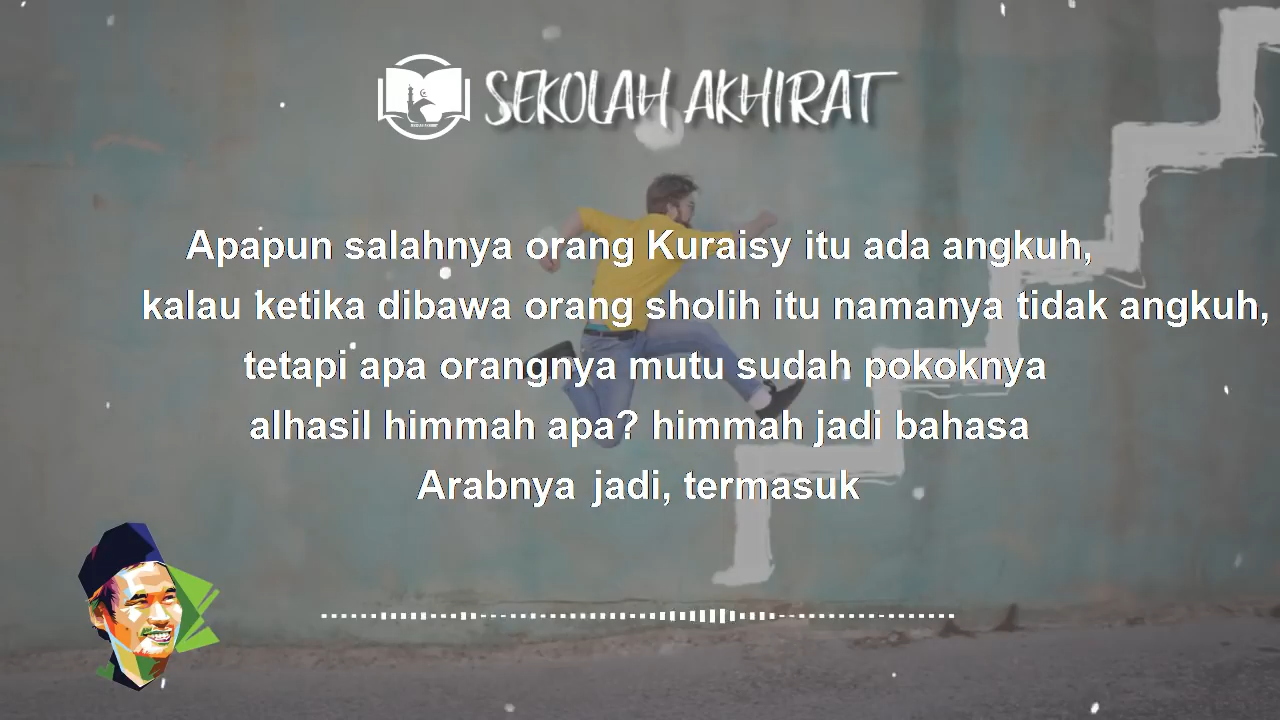 SEKOLAH AKHIRAT
Apapun salahnya orang Kuraisy itu ada angkuh,
kalau ketika dibawa orang sholih itu namanya tidak angkuh,
tetapi apa orangnya mutu sudah pokoknya
alhasil himmah apa? himmah jadi bahasa
Arabnya jadi, termasuk